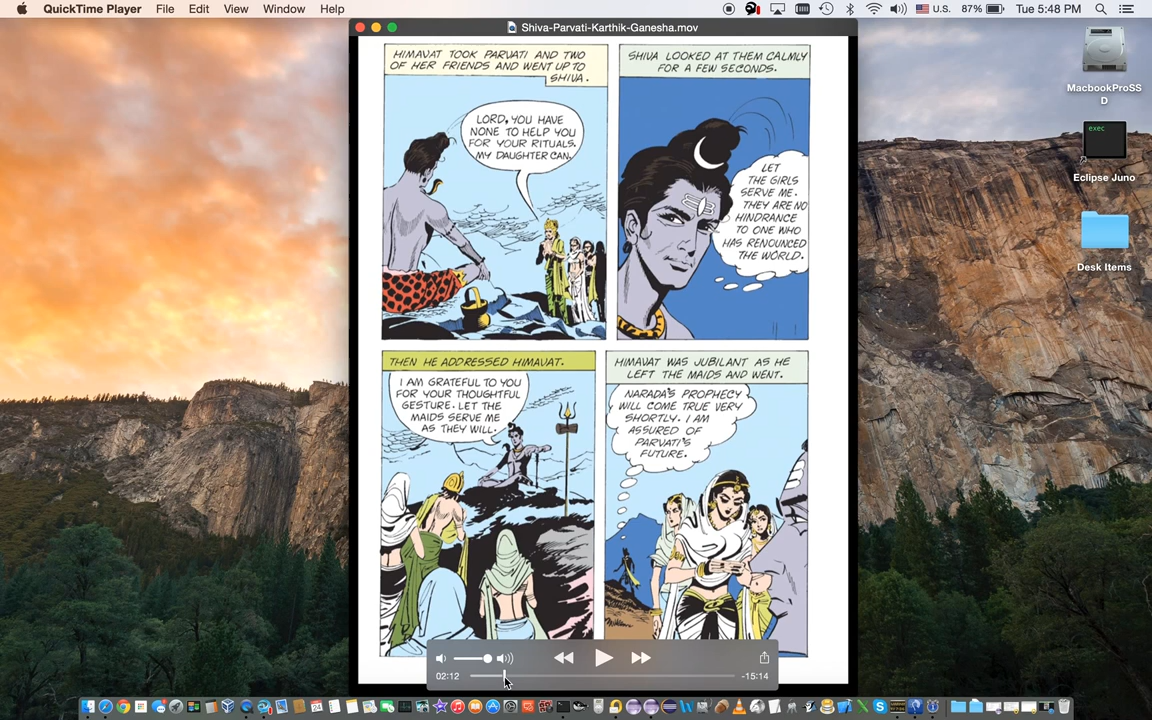 QuickTime Player File Edit View Window Help
U.S. 87% Tue 5:48 PM
Shiva-Parvati-Karthik-Ganesha.mov
MacbookProSS
D
exec
Eclipse Juno
Desk Items
HIMAVAT TOOK PARVATI AND TWO
OF HER FRIENDS AND WENT UP TO
SHIVA.
LORD, YOU HAVE
NONE TO HELP YOU
FOR YOUR RITUALS.
MY DAUGHTER CAN.
SHIVA LOOKED AT THEM CALMLY
FOR A FEW SECONDS.
LET
THE GIRLS
SERVE ME.
THEY ARE NO
HINDRANCE
TO ONE WHO
HAS RENOUNCED
THE WORLD.
THEN HE ADDRESSED HIMAVAT.
I AM GRATEFUL TO YOU
FOR YOUR THOUGHTFUL
GESTURE. LET THE
MAIDS SERVE ME
AS THEY WILL.
HIMAVAT WAS JUBILANT AS HE
LEFT THE MAIDS AND WENT.
NARADA'S PROPHECY
WILL COME TRUE VERY
SHORTLY. I AM
ASSURED OF
PARVATI'S
FUTURE.
02:12
-15:14